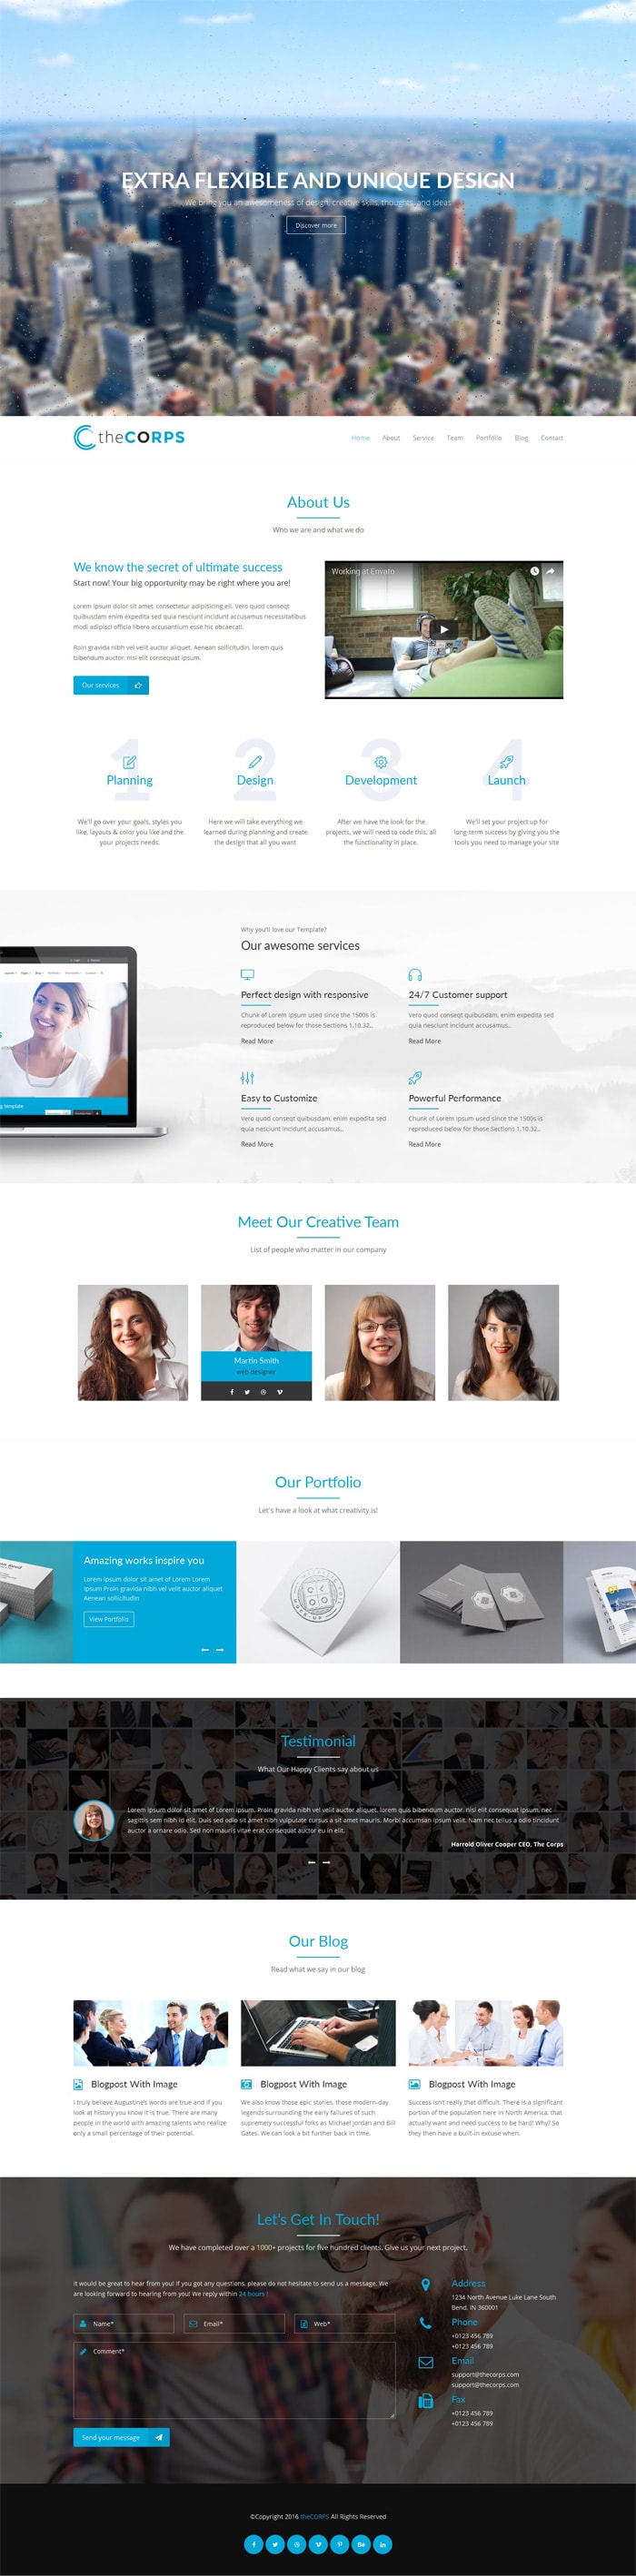 EXTRA FLEXIBLE AND UNIQUE DESIGN
We bring you an awesomeness of design, creative skills, thoughts, and ideas
Discover more
theCORPS
Home About Service Team Portfolio Blog Contact
About Us
Who we are and what we do
We know the secret of ultimate success
Start now! Your big opportunity may be right where you are!
Lorem ipsum dolor sit amet, consectetur adipisicing eli. Vero quod conseqt
quibusdam enim expedita sed quia nesciunt incidunt accusamus necessitatibus
modi adipisci officia libero accusantium esse hic obcaecati.
Roin gravida nibh vel velit auctor aliquet. Aenean sollicitudin, lorem quis
bibendum auctor, nisi elit consequat ipsum.
Our services
Working at Envato
1 2 3 4
Planning Design Development Launch
We'll go over your goals, styles you
like, layouts & color you like and the
your projects needs.
Here we will take everything we
learned during planning and create
the design that all you want
After we have the look for the
projects, we will need to code this, all
the functionality in place.
We'll set your project up for
long-term success by giving you the
tools you need to manage your site
Why you'll love our Template?
Our awesome services
Perfect design with responsive
Chunk of Lorem Ipsum used since the 1500s is
reproduced below for those Sections 1.10.32..
Read More
24/7 Customer support
Vero quod conseqt quibusdam, enim expedita sed
quia nesciunt incidunt accusamus..
Read More
Easy to Customize
Vero quod conseqt quibusdam, enim expedita sed
quia nesciunt incidunt accusamus..
Read More
Powerful Performance
Chunk of Lorem Ipsum used since the 1500s is
reproduced below for those Sections 1.10.32..
Read More
Meet Our Creative Team
List of people who matter in our company
Martin Smith
web designer
Our Portfolio
Let's have a look at what creativity is!
Amazing works inspire you
Lorem ipsum dolor sit amet of Lorem Lorem
Ipsum Proin gravida nibh vel velit auctor aliquet
Aenean sollicitudin
View Portfolio
Testimonial
What Our Happy Clients say about us
Lorem ipsum dolor sit amet of Lorem Ipsum. Proin gravida nibh vel velit auctor aliquet. lorem quis bibendum auctor, nisi elit consequat ipsum, nec
sagittis sem nibh id elit. Duis sed odio sit amet nibh vulputate cursus a sit amet mauris. Morbi accumsan ipsum velit. Nam nec tellus a odio tincidunt
auctor a ornare odio. Sed non mauris vitae erat consequat auctor eu in elit.
Harrold Oliver Cooper CEO, The Corps
Our Blog
Read what we say in our blog
Blogpost With Image
I truly believe Augustine's words are true and if you
look at history you know it is true. There are many
people in the world with amazing talents who realize
only a small percentage of their potential.
Blogpost With Image
We also know those epic stories, those modern-day
legends surrounding the early failures of such
supremely successful folks as Michael Jordan and Bill
Gates. We can look a bit further back in time.
Blogpost With Image
Success isn't really that difficult. There is a significant
portion of the population here in North America, that
actually want and need success to be hard! Why? So
they then have a built-in excuse when.
Let's Get In Touch!
We have completed over a 1000+ projects for five hundred clients. Give us your next project.
It would be great to hear from you! If you got any questions, please do not hesitate to send us a message. We
are looking forward to hearing from you! We reply within 24 hours !
Name* Email* Web*
Comment*
Send your message
Address
1234 North Avenue Luke Lane South
Bend, IN 360001
Phone
+0123 456 789
+0123 456 789
Email
support@thecorps.com
support@thecorps.com
Fax
+0123 456 789
+0123 456 789
©Copyright 2016 theCORPS All Rights Reserved